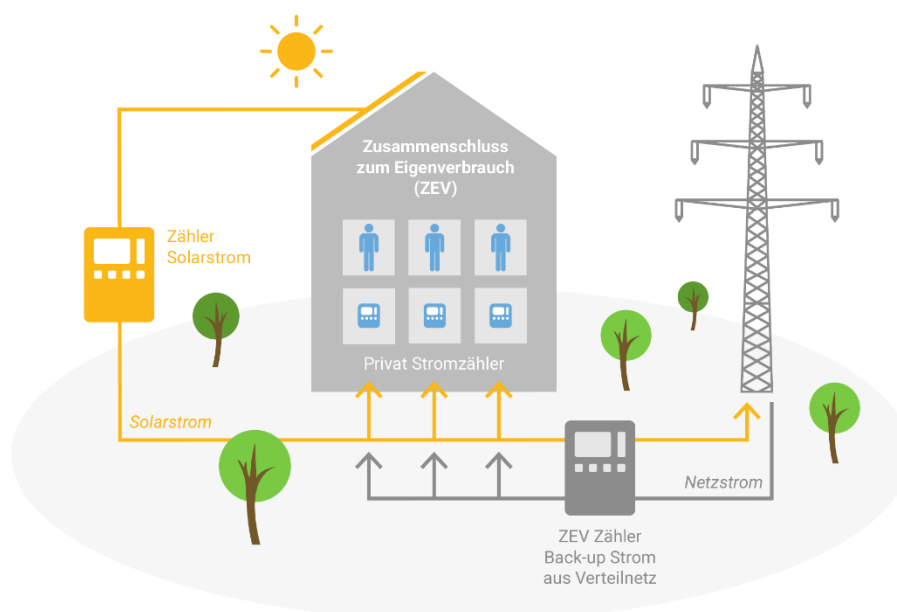 Zusammenschluss
zum Eigenverbrauch
(ZEV)
Zähler
Solarstrom
Privat Stromzähler
Solarstrom
Netzstrom
ZEV Zähler
Back-up Strom
aus Verteilnetz